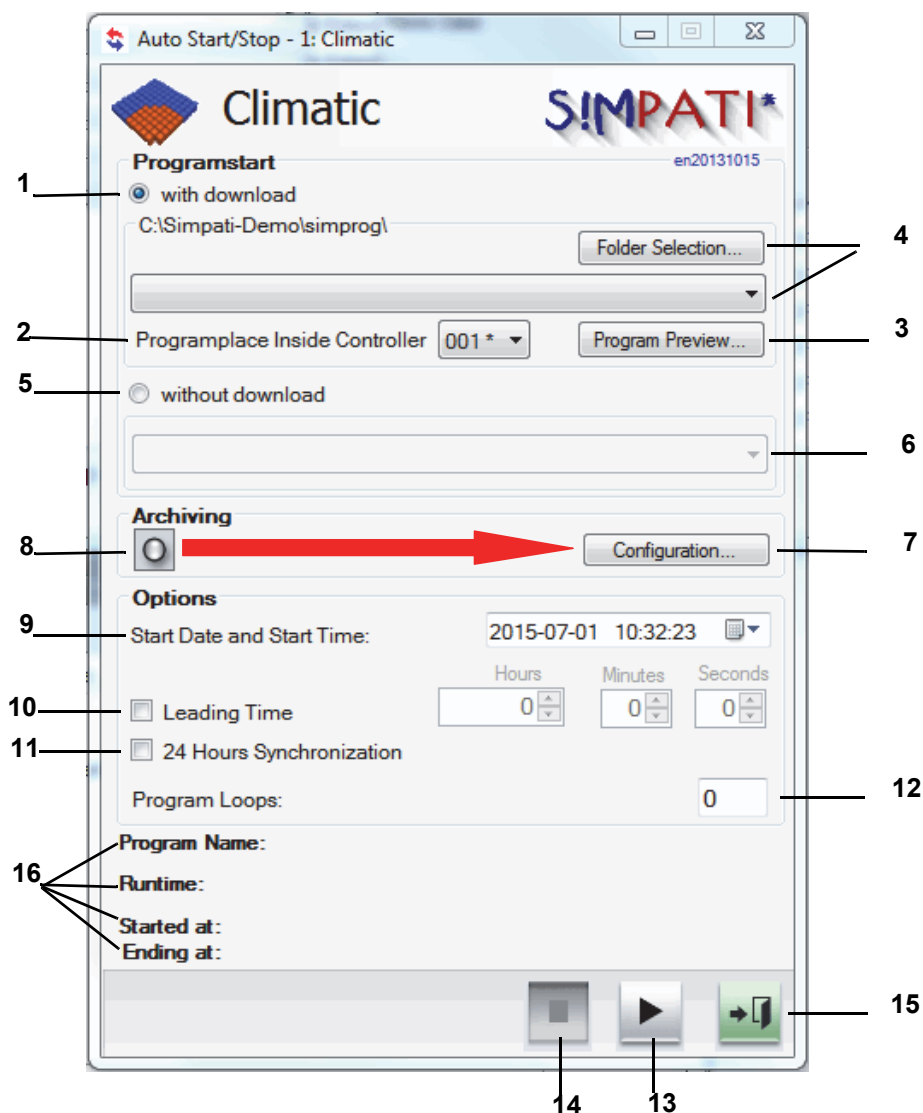 Auto Start/Stop - 1: Climatic
Climatic
S!MPATI*
Programstart
en20131015
1
with download
C:\Simpati-Demo\simprog\
Folder Selection...
4
2
Programplace Inside Controller
001 *
Program Preview...
3
5
without download
6
Archiving
8
Configuration...
7
Options
9
Start Date and Start Time:
2015-07-01 10:32:23
Hours
Minutes
Seconds
10
Leading Time
0
0
0
11
24 Hours Synchronization
Program Loops:
0
12
Program Name:
16
Runtime:
Started at:
Ending at:
15
14
13